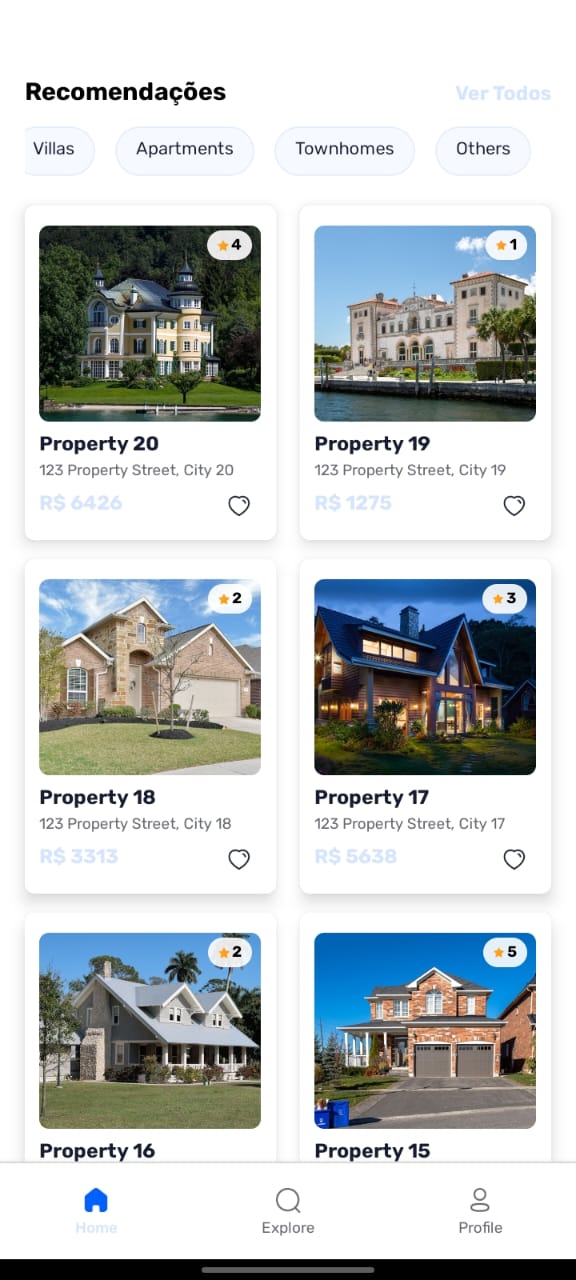 Recomendações
Ver Todos
Villas
Apartments
Townhomes
Others
4
1
Property 20
Property 19
123 Property Street, City 20
123 Property Street, City 19
R$ 6426
R$ 1275
2
3
Property 18
Property 17
123 Property Street, City 18
123 Property Street, City 17
R$ 3313
R$ 5638
2
5
Property 16
Property 15
Home
Explore
Profile